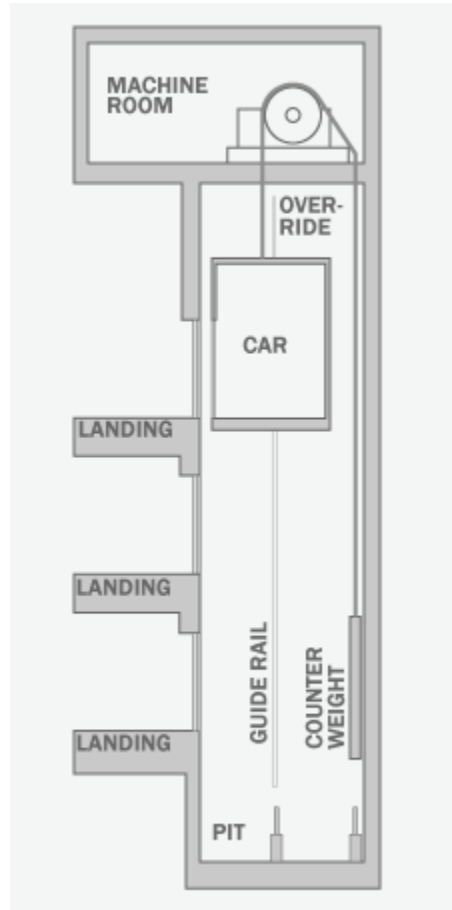 MACHINE
ROOM
OVER-
RIDE
CAR
LANDING
LANDING
GUIDE RAIL
COUNTER
WEIGHT
LANDING
PIT